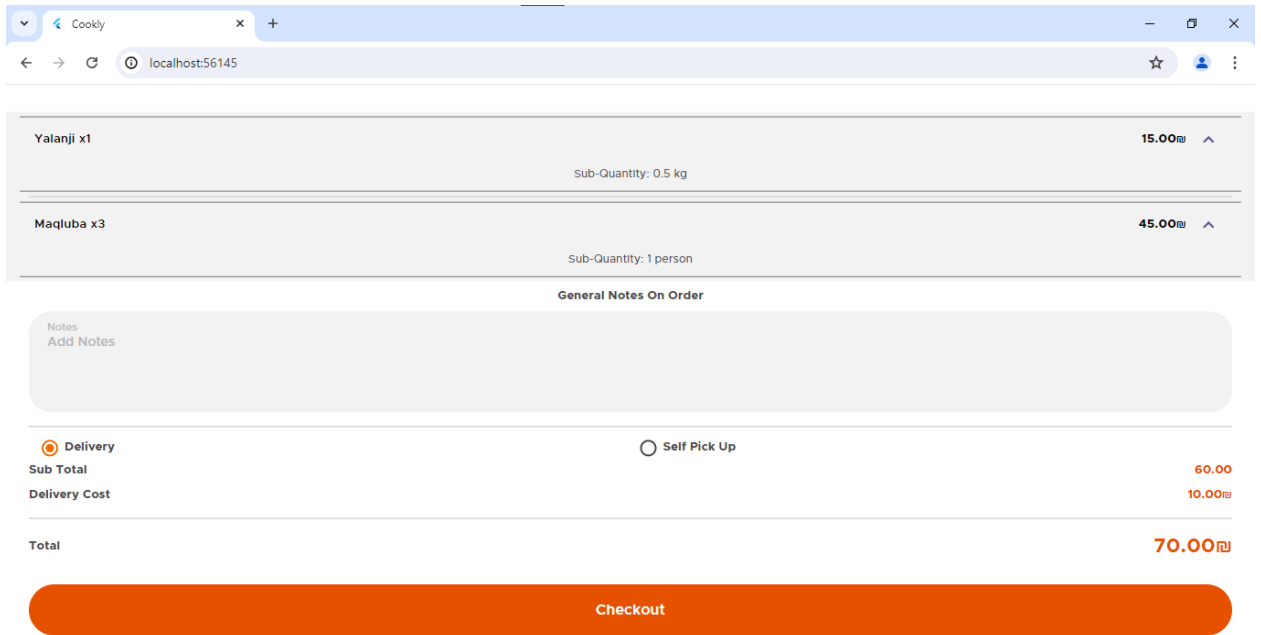 Cookly
localhost:56145
Yalanji x1 15.00₪
Sub-Quantity: 0.5 kg
Maqluba x3 45.00₪
Sub-Quantity: 1 person
General Notes On Order
Notes
Add Notes
Delivery Self Pick Up
Sub Total 60.00
Delivery Cost 10.00₪
Total 70.00₪
Checkout